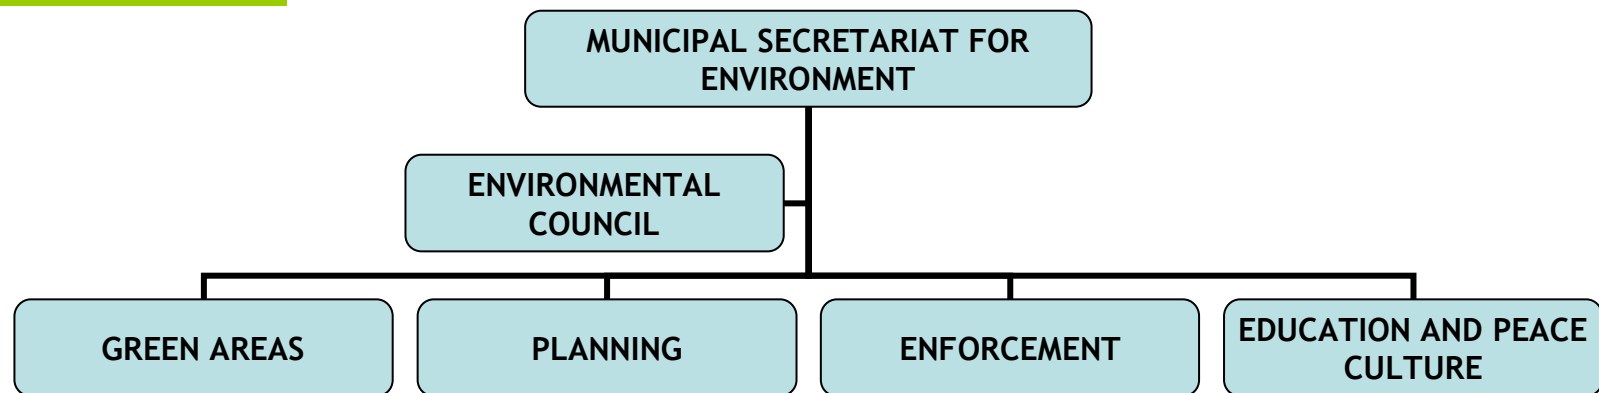 MUNICIPAL SECRETARIAT FOR
ENVIRONMENT
ENVIRONMENTAL
COUNCIL
GREEN AREAS
PLANNING
ENFORCEMENT
EDUCATION AND PEACE
CULTURE